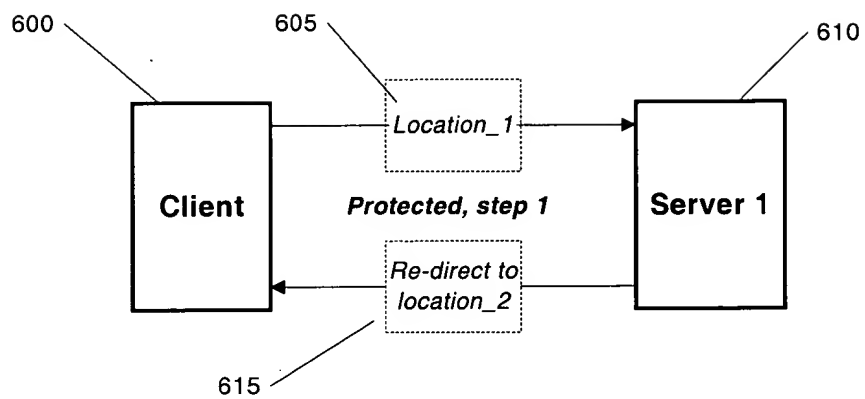 600
605
610
Location_1
Client
Protected, step 1
Server 1
Re-direct to
location_2
615